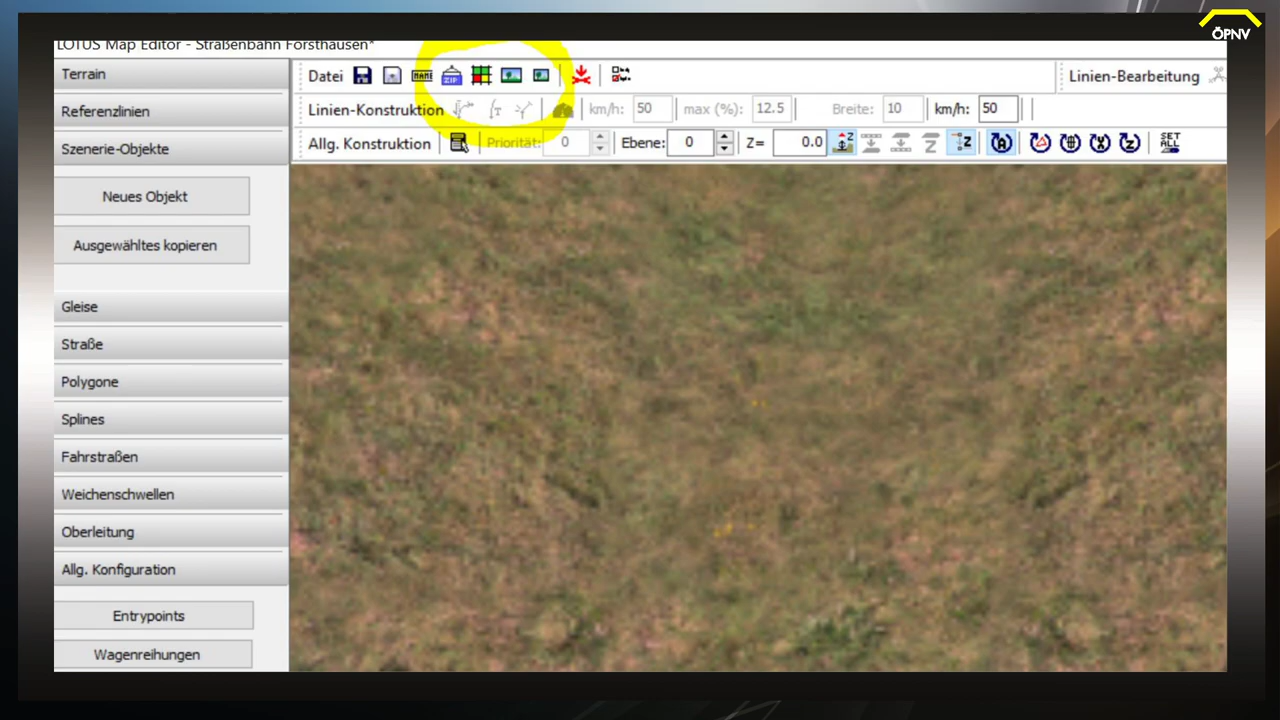 ÖPNV
LOTUS Map Editor - Straßenbahn Forsthausen*
Terrain
Referenzlinien
Szenerie-Objekte
Neues Objekt
Ausgewähltes kopieren
Gleise
Straße
Polygone
Splines
Fahrstraßen
Weichenschwellen
Oberleitung
Allg. Konfiguration
Entrypoints
Wagenreihungen
Datei NAME ZIP Linien-Bearbeitung
Linien-Konstruktion T km/h: 50 max (%): 12.5 Breite: 10 km/h: 50
Allg. Konstruktion Priorität: 0 Ebene: 0 Z= 0.0 Z Z Z A X Z SET ALL